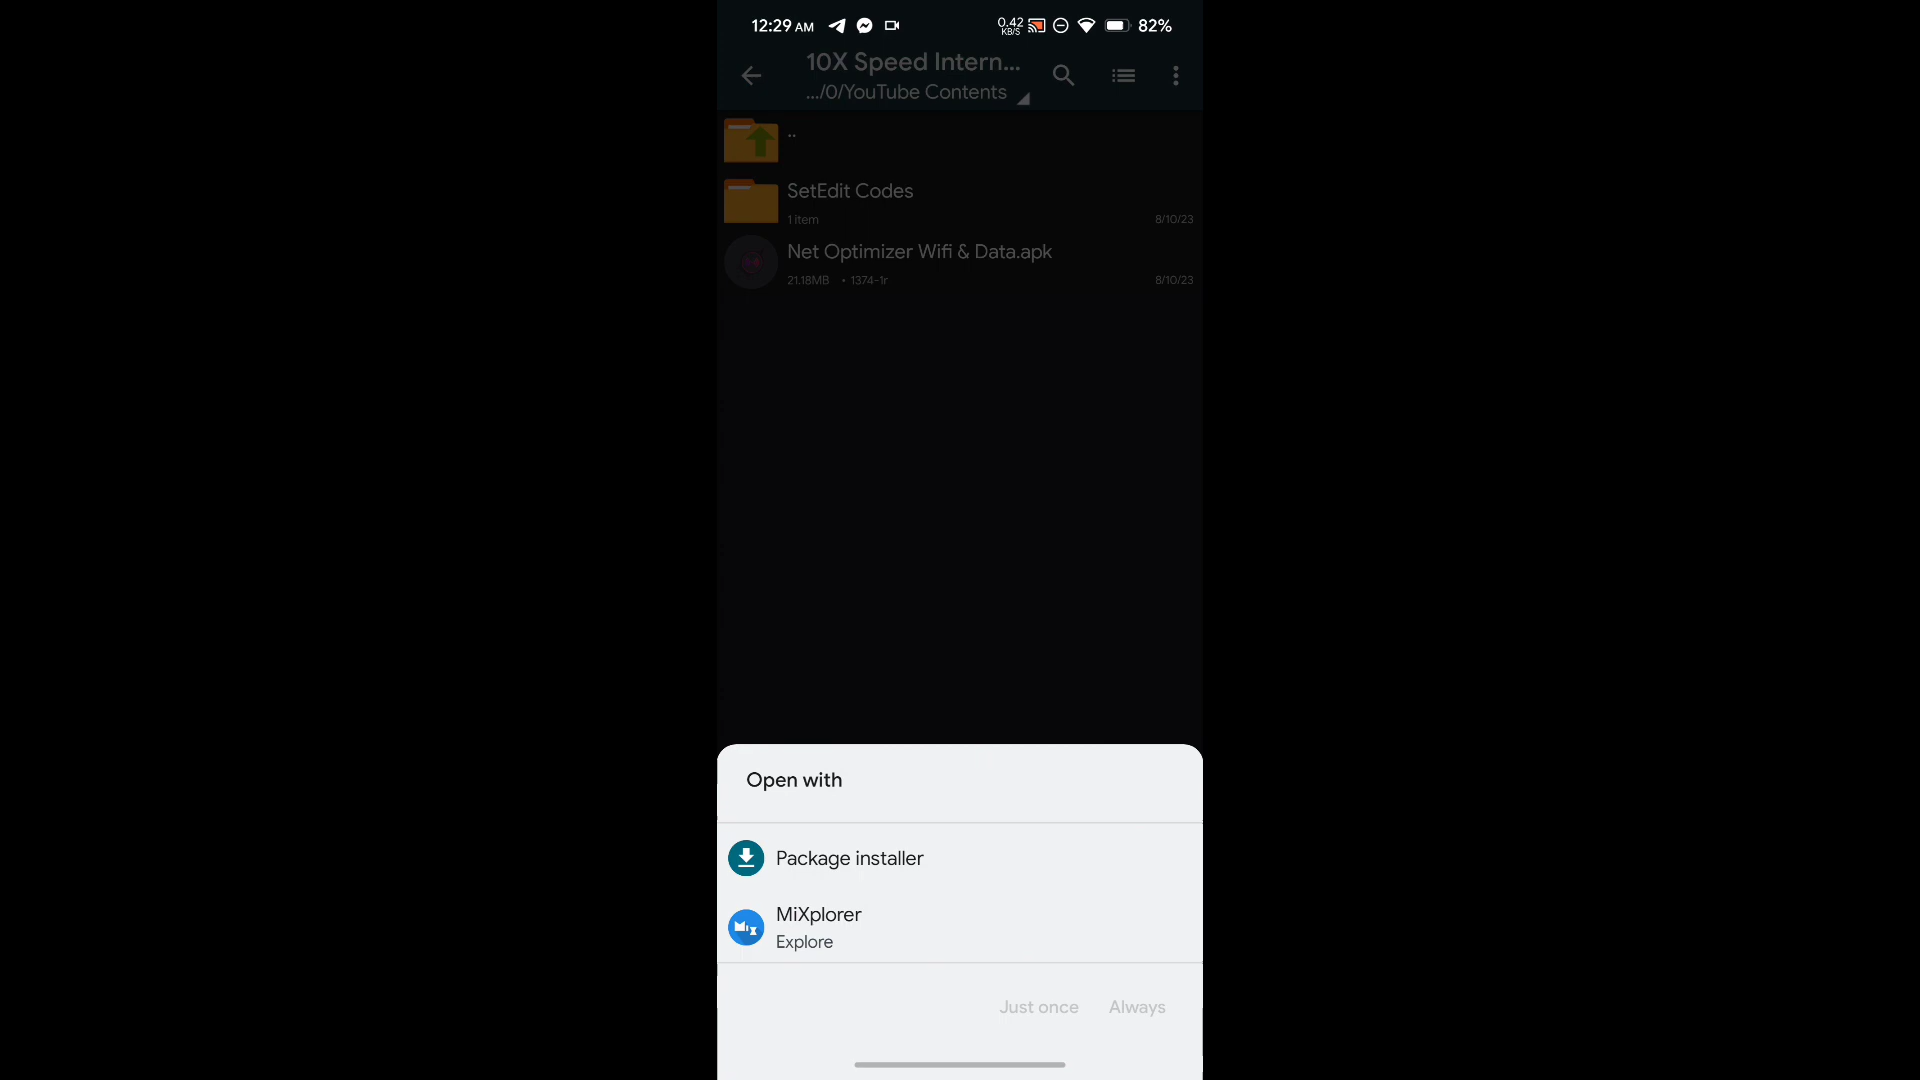 12:29 AM 0.42 KB/S 82%
10X Speed Intern...
.../0/YouTube Contents
..
SetEdit Codes
1 item 8/10/23
Net Optimizer Wifi & Data.apk
21.18MB • 1374-1r 8/10/23
Open with
Package installer
MiXplorer
Explore
Just once Always